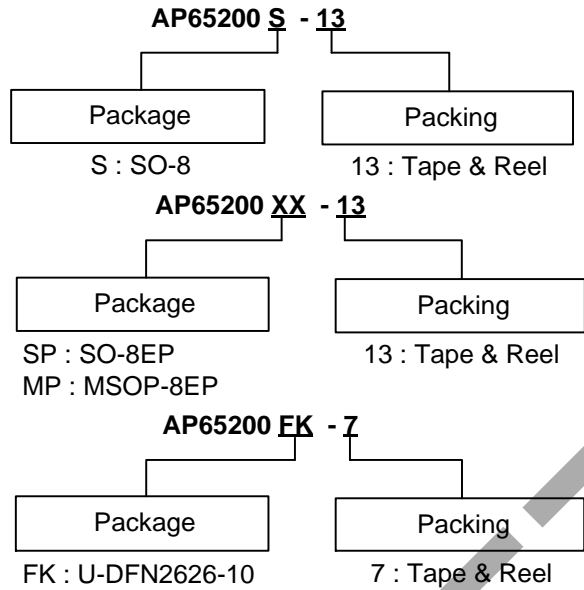 AP65200 S - 13
Package
Packing
S : SO-8
13 : Tape & Reel
AP65200 XX - 13
Package
Packing
SP : SO-8EP
13 : Tape & Reel
MP : MSOP-8EP
AP65200 FK - 7
Package
Packing
FK : U-DFN2626-10
7 : Tape & Reel